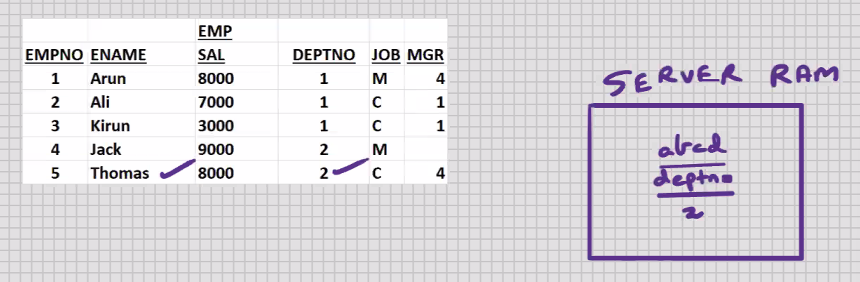 EMP
EMPNO ENAME SAL DEPTNO JOB MGR
1 Arun 8000 1 M 4
2 Ali 7000 1 C 1
3 Kirun 3000 1 C 1
4 Jack 9000 2 M
5 Thomas 8000 2 C 4
SERVER RAM
abcd
deptno
2